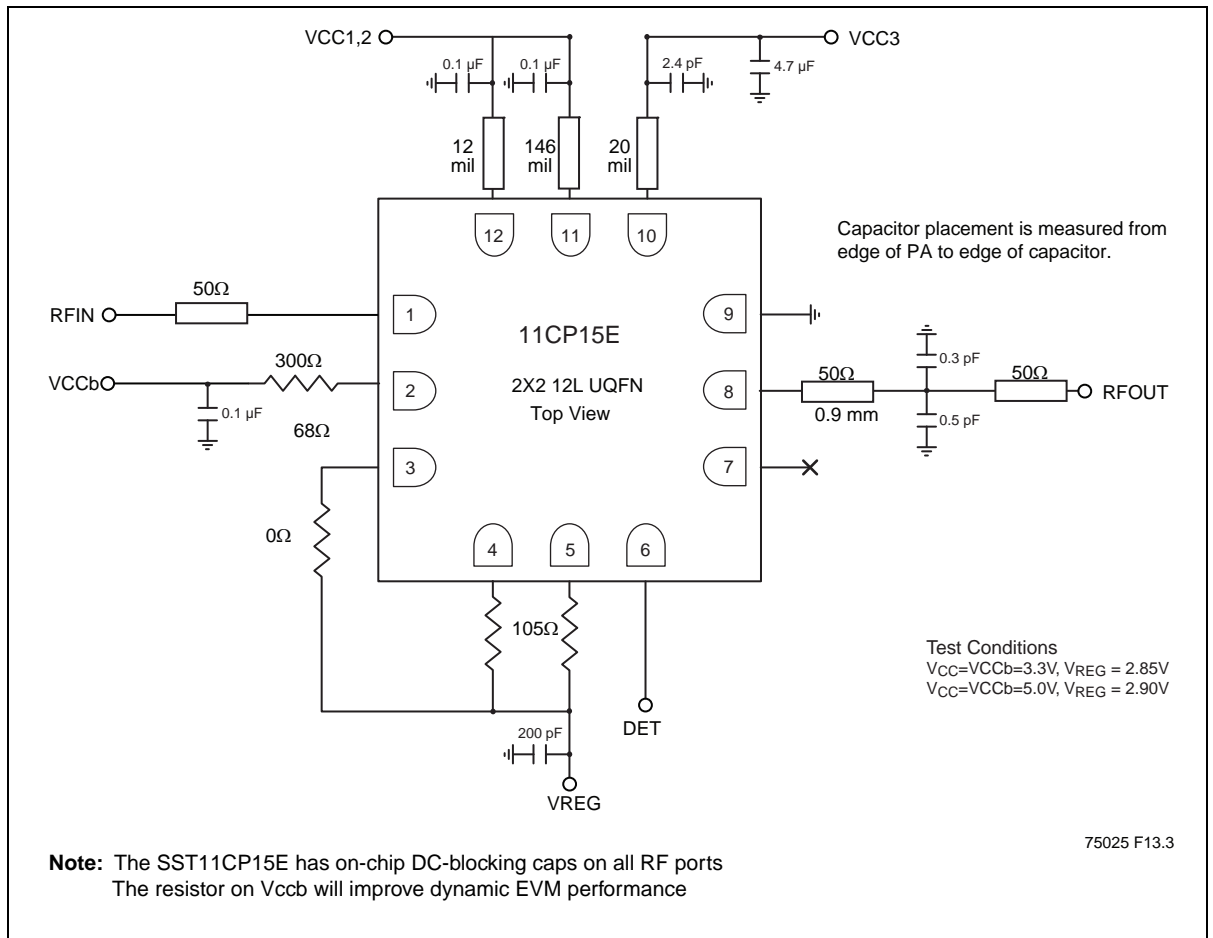 VCC1,2
VCC3
0.1 µF
0.1 µF
2.4 pF
4.7 µF
12
mil
146
mil
20
mil
12
11
10
Capacitor placement is measured from
edge of PA to edge of capacitor.
50Ω
RFIN
1
9
11CP15E
300Ω
VCCb
2
2X2 12L UQFN
Top View
8
50Ω
0.9 mm
0.3 pF
50Ω
RFOUT
0.1 µF
0.5 pF
68Ω
3
7
0Ω
4
5
6
105Ω
Test Conditions
VCC=VCCb=3.3V, VREG = 2.85V
VCC=VCCb=5.0V, VREG = 2.90V
DET
200 pF
VREG
75025 F13.3
Note: The SST11CP15E has on-chip DC-blocking caps on all RF ports
The resistor on Vccb will improve dynamic EVM performance